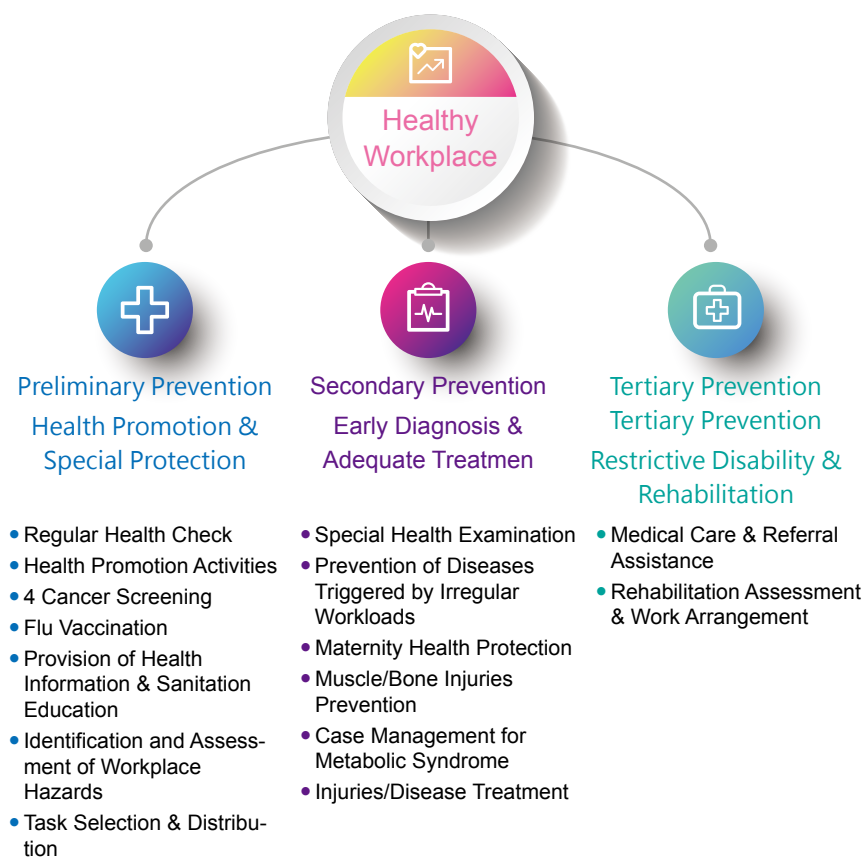 Healthy
Workplace
Preliminary Prevention
Health Promotion &
Special Protection
• Regular Health Check
• Health Promotion Activities
• 4 Cancer Screening
• Flu Vaccination
• Provision of Health
Information & Sanitation
Education
• Identification and Assess-
ment of Workplace
Hazards
• Task Selection & Distribu-
tion
Secondary Prevention
Early Diagnosis &
Adequate Treatmen
• Special Health Examination
• Prevention of Diseases
Triggered by Irregular
Workloads
• Maternity Health Protection
• Muscle/Bone Injuries
Prevention
• Case Management for
Metabolic Syndrome
• Injuries/Disease Treatment
Tertiary Prevention
Tertiary Prevention
Restrictive Disability &
Rehabilitation
• Medical Care & Referral
Assistance
• Rehabilitation Assessment
& Work Arrangement